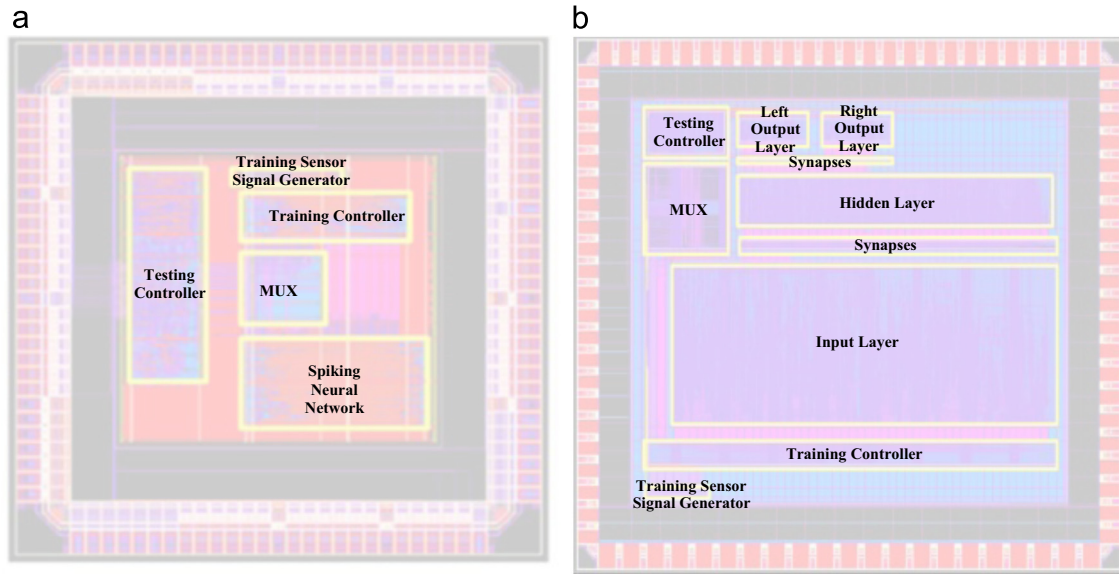 a
Training Sensor
Signal Generator
Training Controller
Testing
Controller
MUX
Spiking
Neural
Network
b
Testing
Controller
Left
Output
Layer
Right
Output
Layer
Synapses
MUX
Hidden Layer
Synapses
Input Layer
Training Controller
Training Sensor
Signal Generator